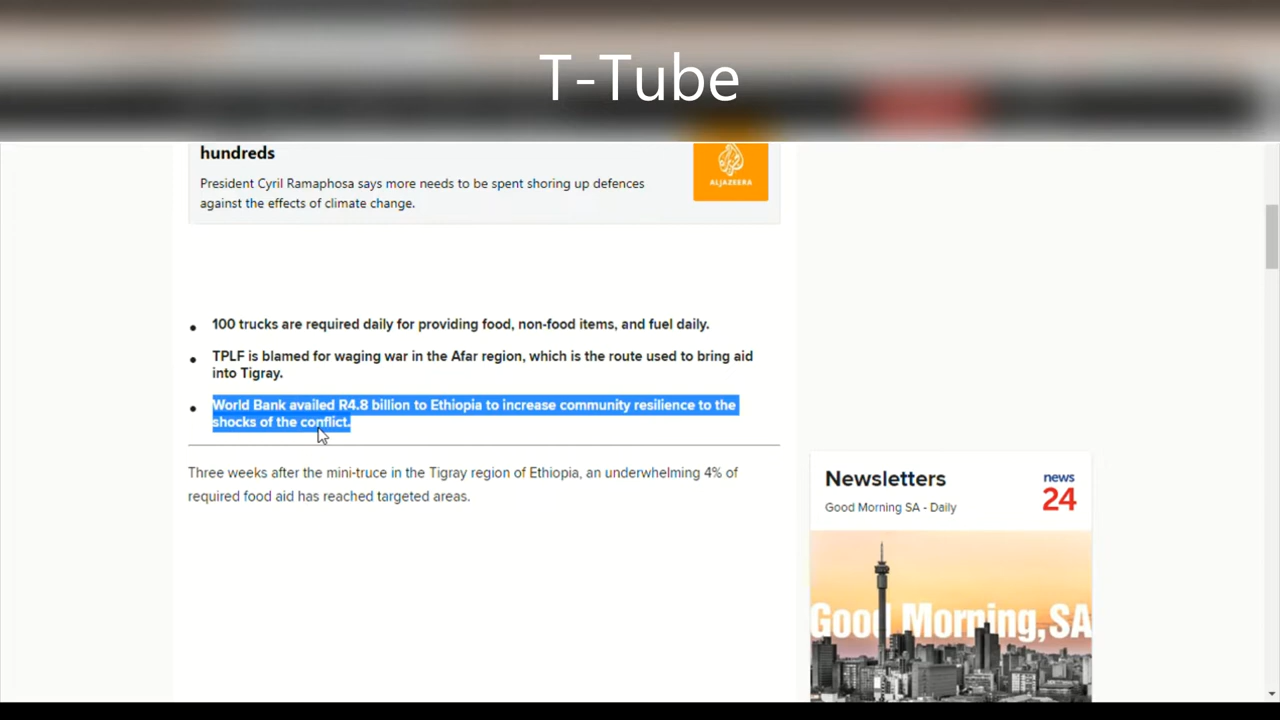 T-Tube
hundreds
President Cyril Ramaphosa says more needs to be spent shoring up defences
against the effects of climate change.
ALJAZEERA
100 trucks are required daily for providing food, non-food items, and fuel daily.
TPLF is blamed for waging war in the Afar region, which is the route used to bring aid
into Tigray.
World Bank availed R4.8 billion to Ethiopia to increase community resilience to the
shocks of the conflict.
Three weeks after the mini-truce in the Tigray region of Ethiopia, an underwhelming 4% of
required food aid has reached targeted areas.
Newsletters
Good Morning SA - Daily
news
24
Good Morning, SA